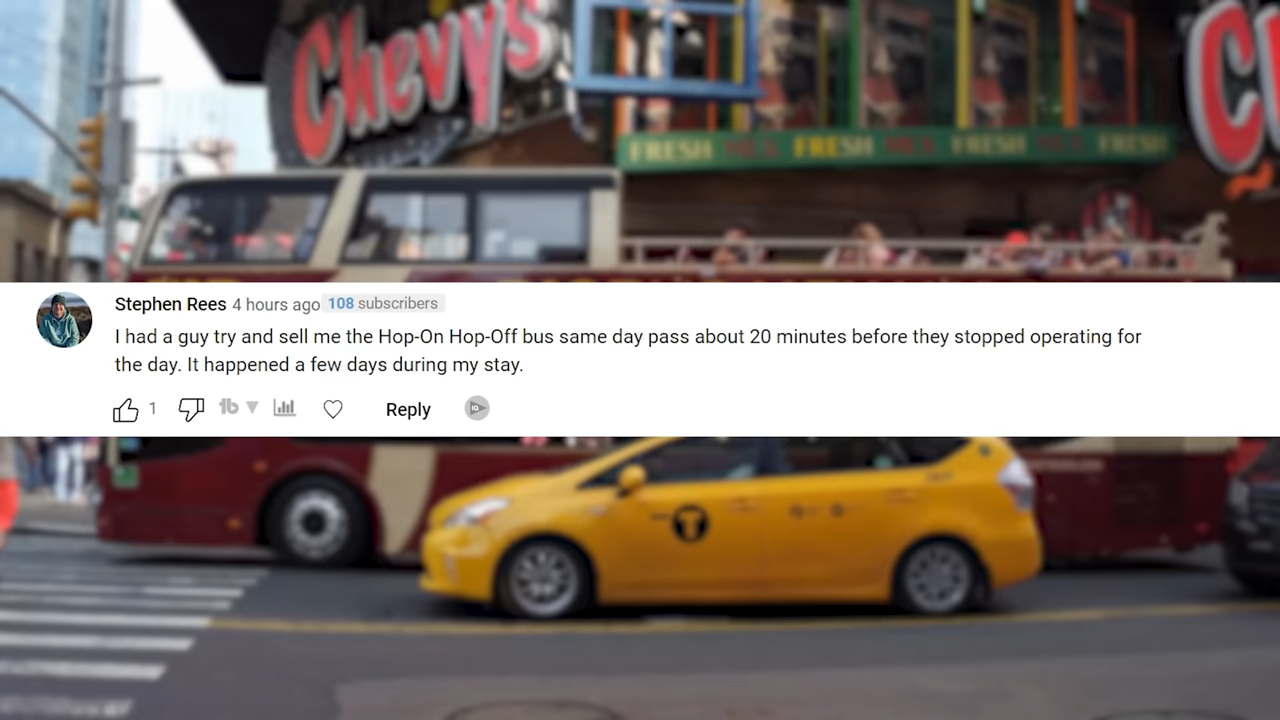 Chevys
FRESH MEX FRESH MEX FRESH FRESH
Stephen Rees 4 hours ago 108 subscribers
I had a guy try and sell me the Hop-On Hop-Off bus same day pass about 20 minutes before they stopped operating for
the day. It happened a few days during my stay.
1
Reply
T